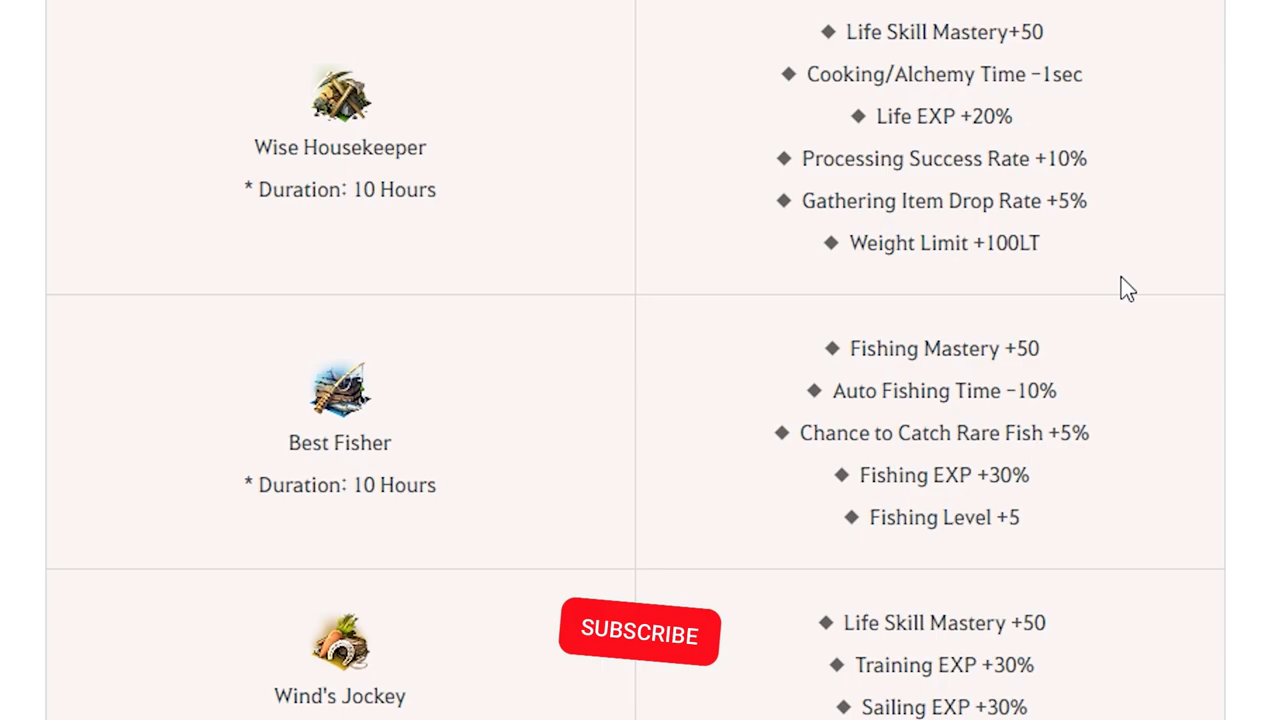 Wise Housekeeper
* Duration: 10 Hours
◆ Life Skill Mastery+50
◆ Cooking/Alchemy Time -1sec
◆ Life EXP +20%
◆ Processing Success Rate +10%
◆ Gathering Item Drop Rate +5%
◆ Weight Limit +100LT
Best Fisher
* Duration: 10 Hours
◆ Fishing Mastery +50
◆ Auto Fishing Time -10%
◆ Chance to Catch Rare Fish +5%
◆ Fishing EXP +30%
◆ Fishing Level +5
Wind's Jockey
◆ Life Skill Mastery +50
◆ Training EXP +30%
◆ Sailing EXP +30%
SUBSCRIBE